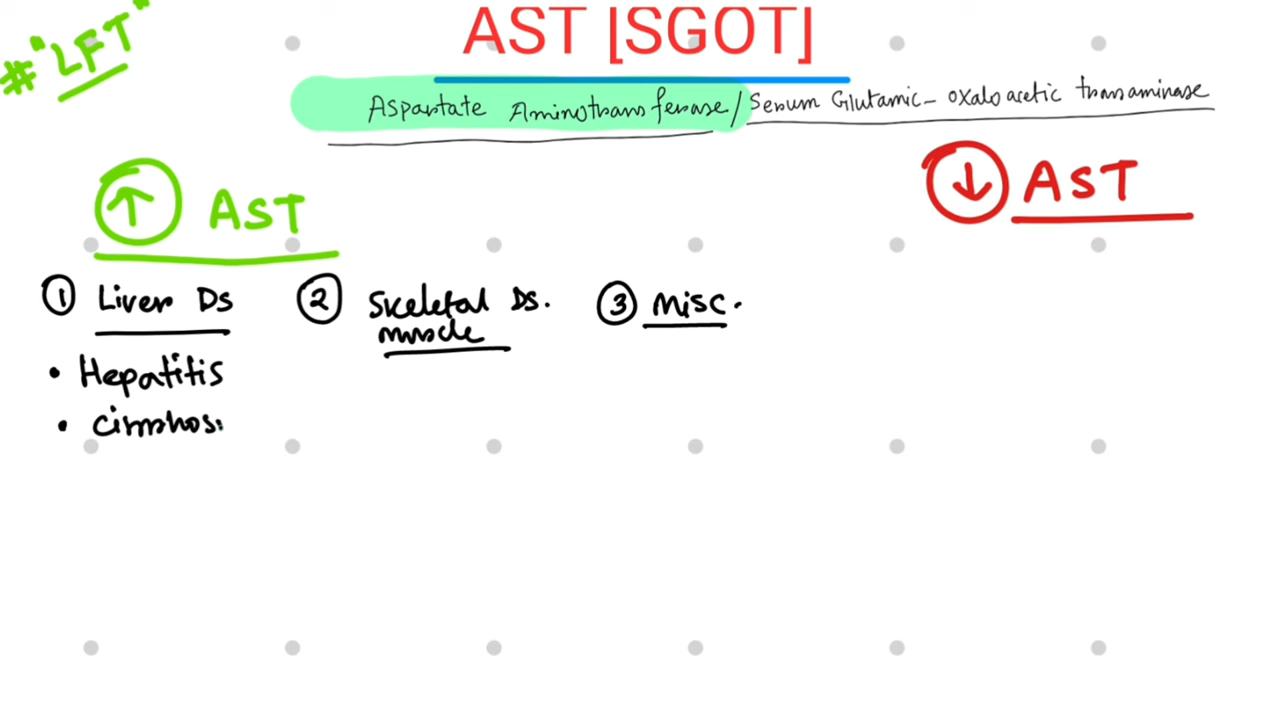 # "LFT"
AST [SGOT]
Aspartate Aminotransferase/Serum Glutamic-oxaloacetic transaminase
↑ AST
↓ AST
① Liver Ds
② Skeletal Ds.
muscle
③ Misc.
• Hepatitis
• Cirrhosi